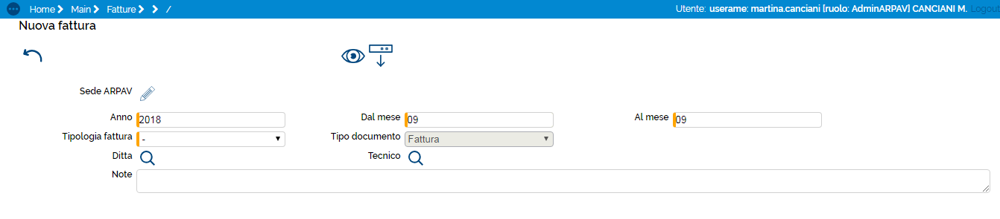 Home Main Fatture / Utente: userame: martina.canciani [ruolo: AdminARPAV] CANCIANI M. Logout
Nuova fattura
Sede ARPAV
Anno 2018 Dal mese 09 Al mese 09
Tipologia fattura - Tipo documento Fattura
Ditta Tecnico
Note